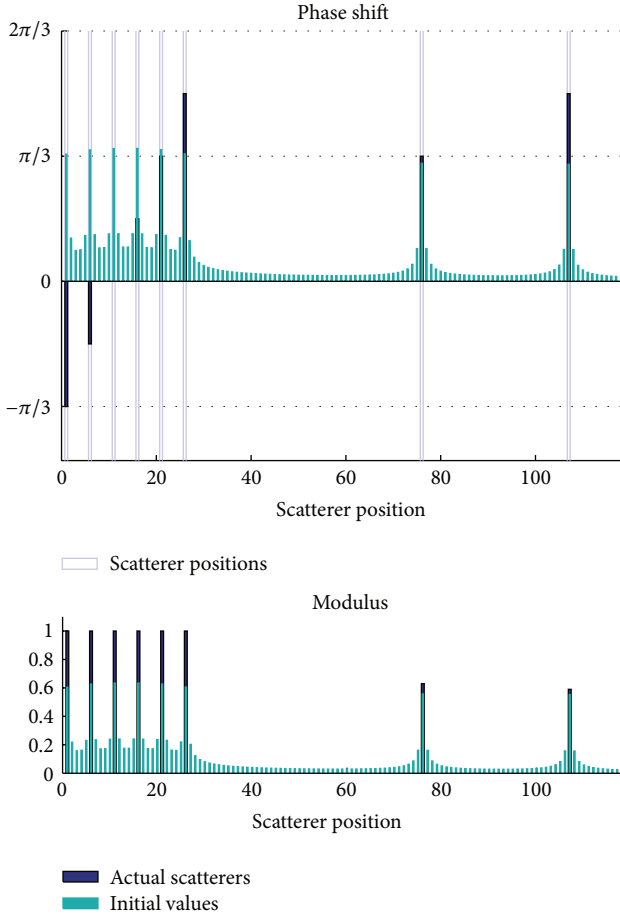 Phase shift
2π/3
π/3
0
−π/3
0 20 40 60 80 100
Scatterer position
Scatterer positions
Modulus
1
0.8
0.6
0.4
0.2
0
0 20 40 60 80 100
Scatterer position
Actual scatterers
Initial values